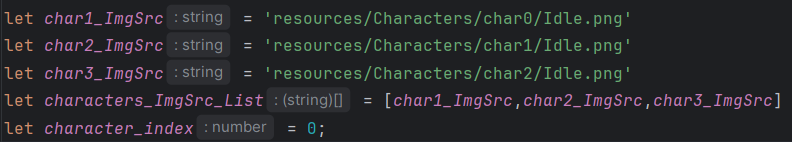 let char1_ImgSrc : string = 'resources/Characters/char0/Idle.png'
let char2_ImgSrc : string = 'resources/Characters/char1/Idle.png'
let char3_ImgSrc : string = 'resources/Characters/char2/Idle.png'
let characters_ImgSrc_List : (string)[] = [char1_ImgSrc,char2_ImgSrc,char3_ImgSrc]
let character_index : number = 0;